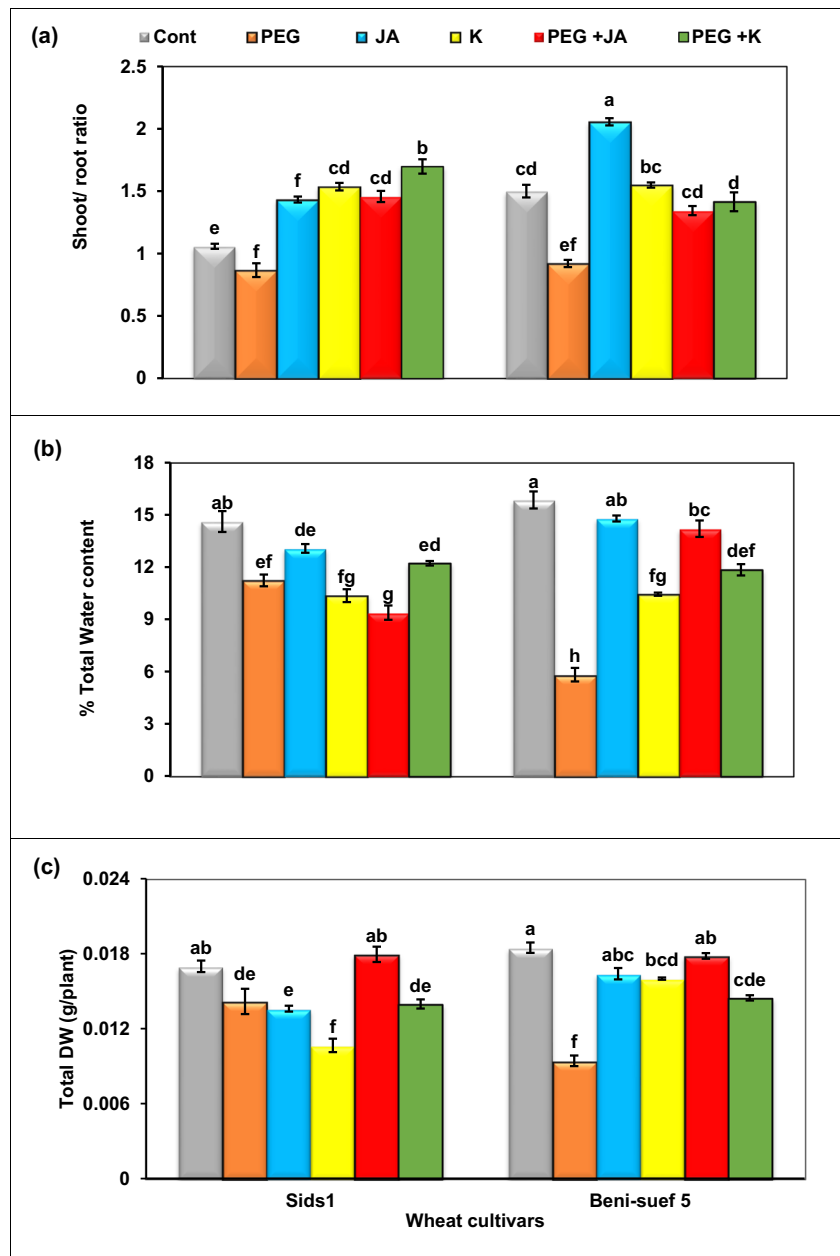 (a)
Cont PEG JA K PEG +JA PEG +K
Shoot/ root ratio
2.5
2
1.5
1
0.5
0
e f f cd cd b cd ef a bc cd d
(b)
% Total Water content
18
15
12
9
6
3
0
ab ef de fg g ed a h ab fg bc def
(c)
Total DW (g/plant)
0.024
0.018
0.012
0.006
0
ab de e f ab de a f abc bcd ab cde
Sids1 Beni-suef 5
Wheat cultivars